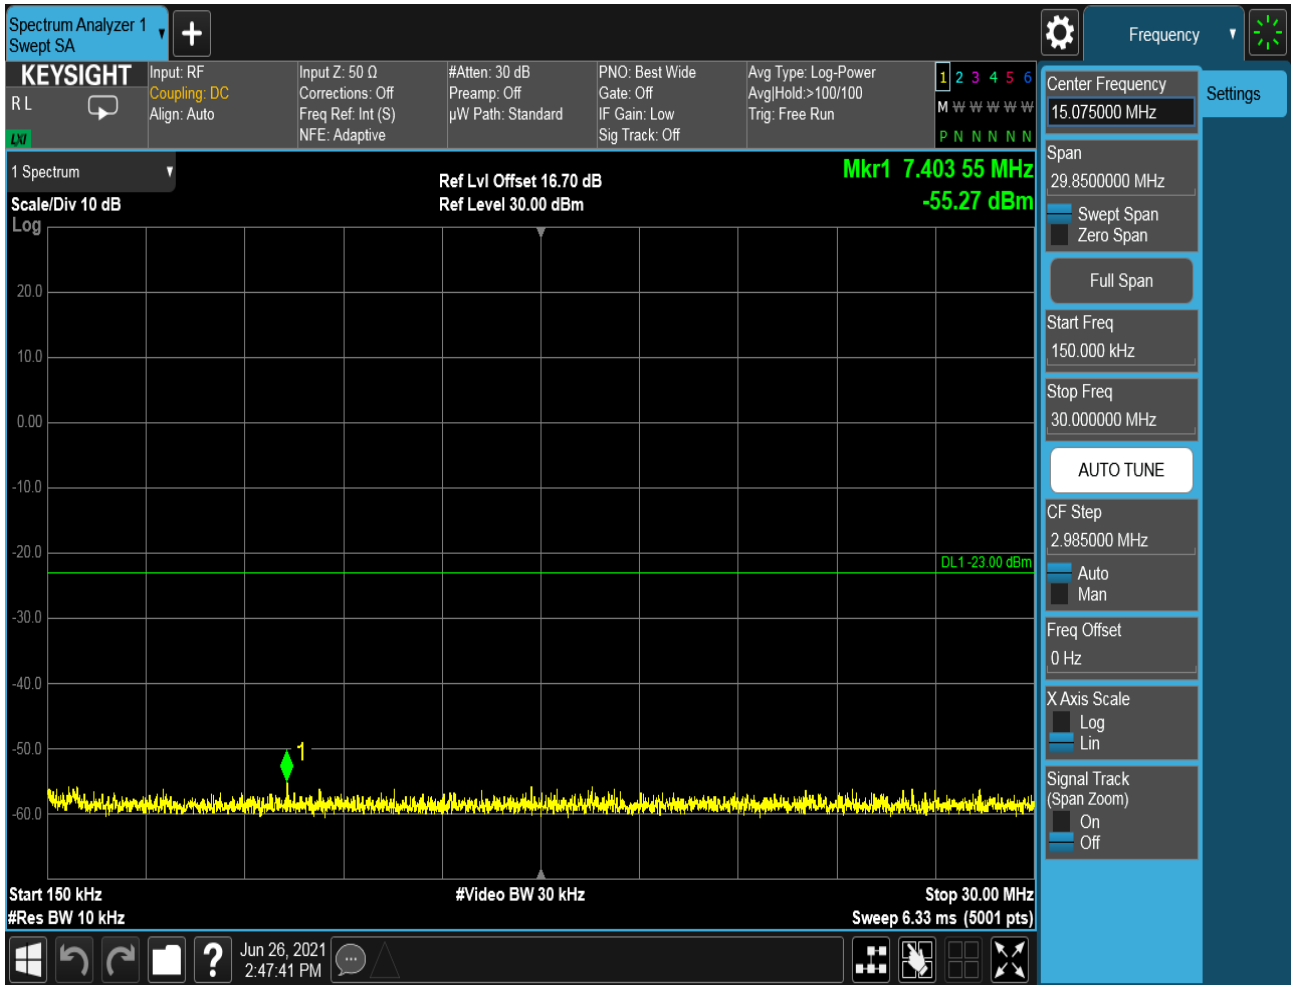 Spectrum Analyzer 1
Swept SA
Frequency
KEYSIGHT
R L
LXI
Input: RF
Coupling: DC
Align: Auto
Input Z: 50 Ω
Corrections: Off
Freq Ref: Int (S)
NFE: Adaptive
#Atten: 30 dB
Preamp: Off
µW Path: Standard
PNO: Best Wide
Gate: Off
IF Gain: Low
Sig Track: Off
Avg Type: Log-Power
Avg|Hold:>100/100
Trig: Free Run
1 2 3 4 5 6
M W W W W W
P N N N N N
1 Spectrum
Scale/Div 10 dB
Log
Ref Lvl Offset 16.70 dB
Ref Level 30.00 dBm
Mkr1 7.403 55 MHz
-55.27 dBm
20.0
10.0
0.00
-10.0
-20.0
DL1 -23.00 dBm
-30.0
-40.0
-50.0
1
-60.0
Start 150 kHz
#Res BW 10 kHz
#Video BW 30 kHz
Stop 30.00 MHz
Sweep 6.33 ms (5001 pts)
Center Frequency
15.075000 MHz
Settings
Span
29.8500000 MHz
Swept Span
Zero Span
Full Span
Start Freq
150.000 kHz
Stop Freq
30.000000 MHz
AUTO TUNE
CF Step
2.985000 MHz
Auto
Man
Freq Offset
0 Hz
X Axis Scale
Log
Lin
Signal Track
(Span Zoom)
On
Off
?
Jun 26, 2021
2:47:41 PM